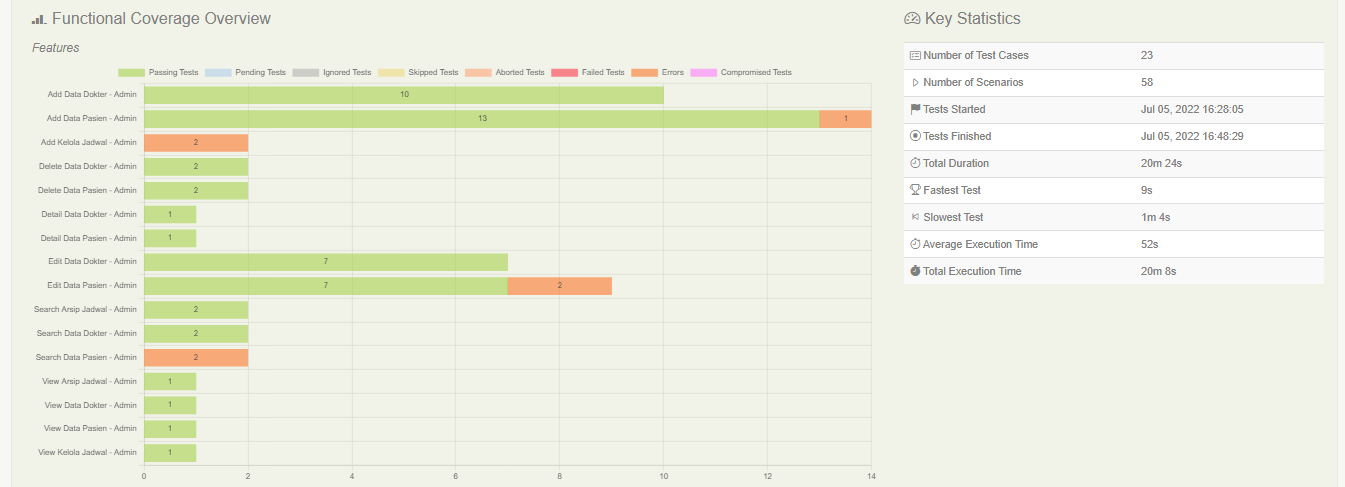 Functional Coverage Overview
Features
Passing Tests Pending Tests Ignored Tests Skipped Tests Aborted Tests Failed Tests Errors Compromised Tests
Add Data Dokter - Admin 10
Add Data Pasien - Admin 13 1
Add Kelola Jadwal - Admin 2
Delete Data Dokter - Admin 2
Delete Data Pasien - Admin 2
Detail Data Dokter - Admin 1
Detail Data Pasien - Admin 1
Edit Data Dokter - Admin 7
Edit Data Pasien - Admin 7 2
Search Arsip Jadwal - Admin 2
Search Data Dokter - Admin 2
Search Data Pasien - Admin 2
View Arsip Jadwal - Admin 1
View Data Dokter - Admin 1
View Data Pasien - Admin 1
View Kelola Jadwal - Admin 1
0 2 4 6 8 10 12 14
Key Statistics
Number of Test Cases 23
Number of Scenarios 58
Tests Started Jul 05, 2022 16:28:05
Tests Finished Jul 05, 2022 16:48:29
Total Duration 20m 24s
Fastest Test 9s
Slowest Test 1m 4s
Average Execution Time 52s
Total Execution Time 20m 8s